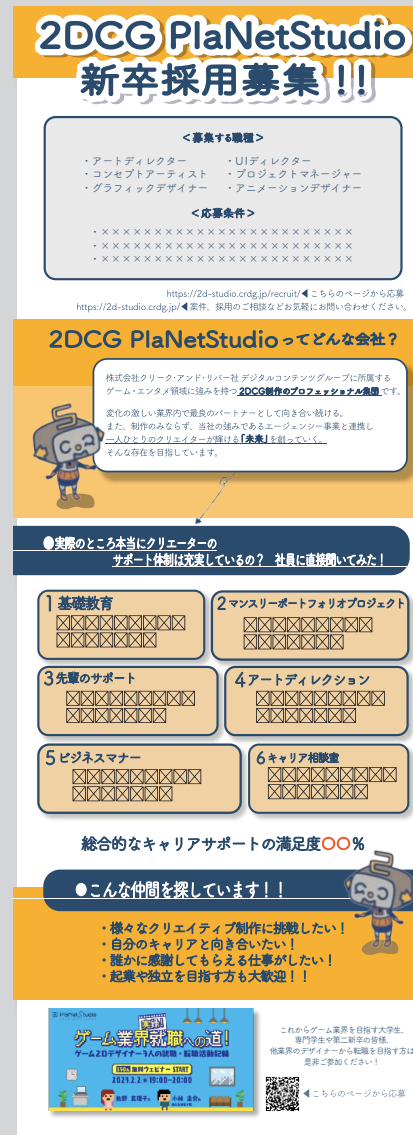 2DCG PlaNetStudio
新卒採用募集!!
＜募集する職種＞
・アートディレクター ・UIディレクター
・コンセプトアーティスト ・プロジェクトマネージャー
・グラフィックデザイナー ・アニメーションデザイナー
＜応募条件＞
・××××××××××××××××××××××××
・××××××××××××××××××××××××
・××××××××××××××××××××××××
https://2d-studio.crdg.jp/recruit/◀こちらのページから応募
https://2d-studio.crdg.jp/◀案件、採用のご相談などお気軽にお問い合わせください。
2DCG PlaNetStudioってどんな会社？
株式会社クリーク･アンド･リバー社 デジタルコンテンツグループに所属する
ゲーム・エンタメ領域に強みを持つ2DCG制作のプロフェッショナル集団です。
変化の激しい業界内で最良のパートナーとして向き合い続ける。
また、制作のみならず、当社の強みであるエージェンシー事業と連携し
一人ひとりのクリエイターが輝ける「未来」を創っていく。
そんな存在を目指しています。
●実際のところ本当にクリエーターの
サポート体制は充実しているの？ 社員に直接聞いてみた！
1 基礎教育
2 マンスリーポートフォリオプロジェクト
3 先輩のサポート
4 アートディレクション
5 ビジネスマナー
6 キャリア相談室
総合的なキャリアサポートの満足度〇〇%
●こんな仲間を探しています！！
・様々なクリエイティブ制作に挑戦したい！
・自分のキャリアと向き合いたい！
・誰かに感謝してもらえる仕事がしたい！
・起業や独立を目指す方も大歓迎！！
PlaNetStudio
実録!
ゲーム業界就職への道!
ゲーム2Dデザイナー3人の就職・転職活動記録
無料ウェビナー START
2023.2.2 19:00-20:00
これからゲーム業界を目指す大学生、
専門学生や第二新卒の皆様、
他業界のデザイナーから転職を目指す方は
是非ご参加ください！
◀こちらのページから応募